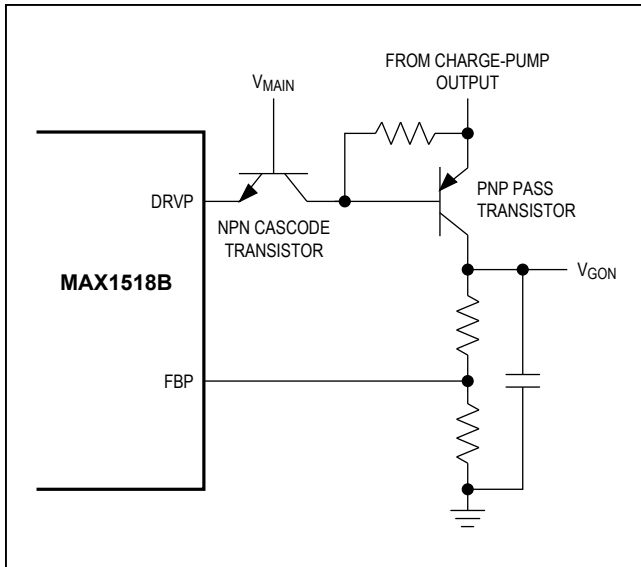 FROM CHARGE-PUMP
OUTPUT
VMAIN
PNP PASS
TRANSISTOR
DRVP
NPN CASCODE
TRANSISTOR
MAX1518B
VGON
FBP